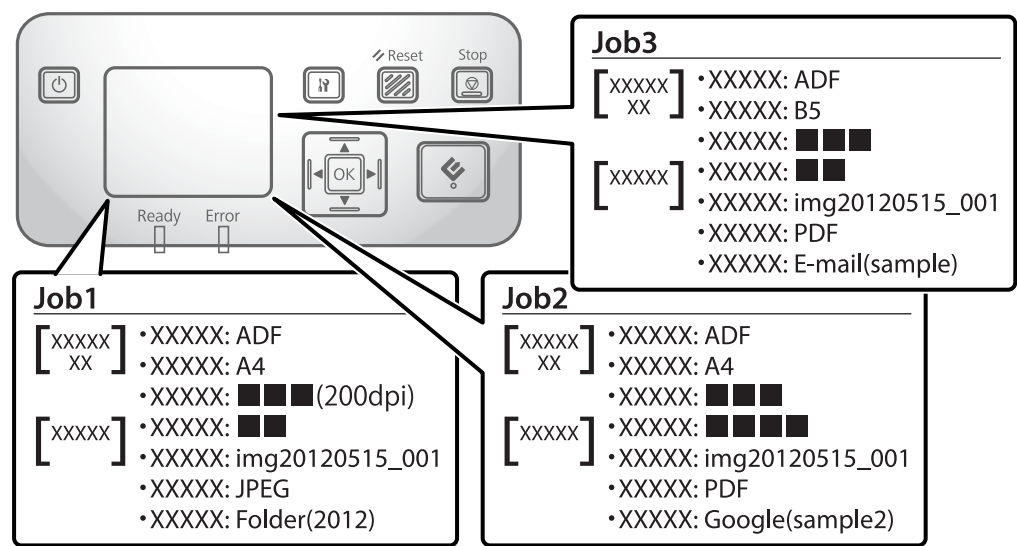 Reset
Stop
OK
Ready
Error
Job3
XXXXX
XX
•XXXXX: ADF
•XXXXX: B5
•XXXXX: ■■■
XXXXX
•XXXXX: ■■
•XXXXX: img20120515_001
•XXXXX: PDF
•XXXXX: E-mail(sample)
Job1
XXXXX
XX
•XXXXX: ADF
•XXXXX: A4
•XXXXX: ■■■(200dpi)
XXXXX
•XXXXX: ■■
•XXXXX: img20120515_001
•XXXXX: JPEG
•XXXXX: Folder(2012)
Job2
XXXXX
XX
•XXXXX: ADF
•XXXXX: A4
•XXXXX: ■■■
XXXXX
•XXXXX: ■■■■
•XXXXX: img20120515_001
•XXXXX: PDF
•XXXXX: Google(sample2)